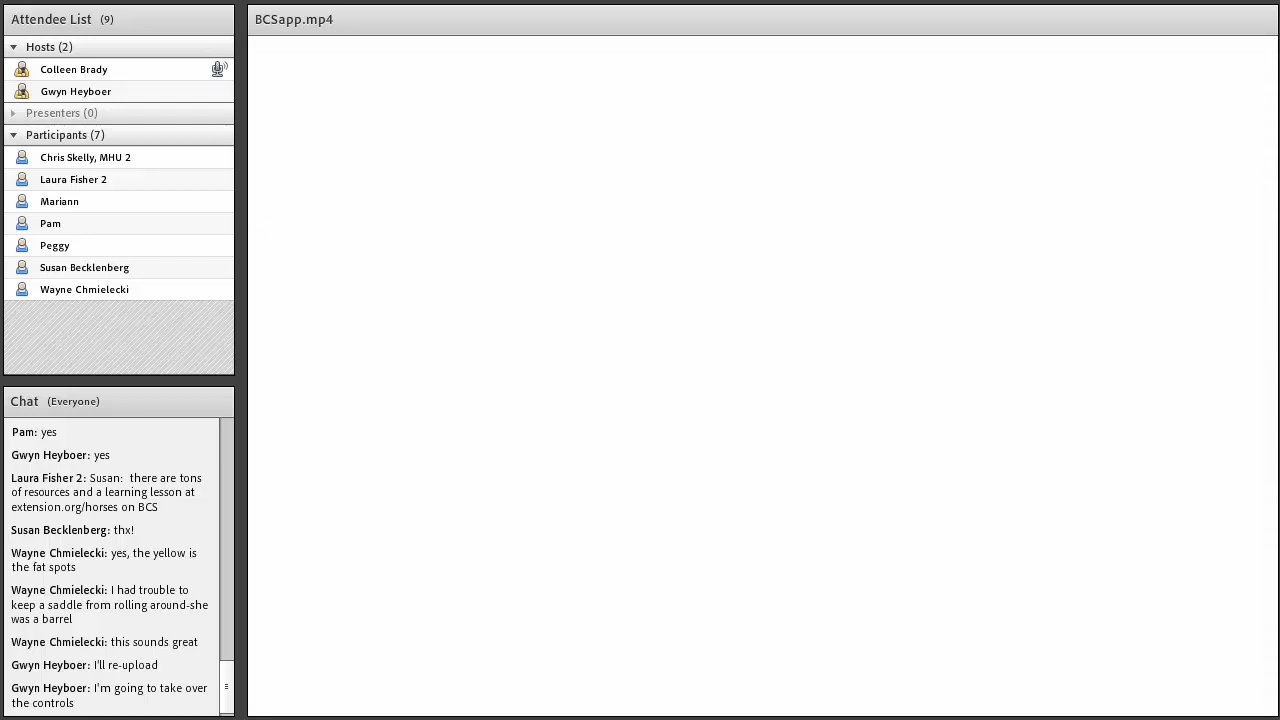 Attendee List (9)
Hosts (2)
Colleen Brady
Gwyn Heyboer
Presenters (0)
Participants (7)
Chris Skelly, MHU 2
Laura Fisher 2
Mariann
Pam
Peggy
Susan Becklenberg
Wayne Chmielecki
Chat (Everyone)
Pam: yes
Gwyn Heyboer: yes
Laura Fisher 2: Susan: there are tons
of resources and a learning lesson at
extension.org/horses on BCS
Susan Becklenberg: thx!
Wayne Chmielecki: yes, the yellow is
the fat spots
Wayne Chmielecki: I had trouble to
keep a saddle from rolling around-she
was a barrel
Wayne Chmielecki: this sounds great
Gwyn Heyboer: I'll re-upload
Gwyn Heyboer: I'm going to take over
the controls
BCSapp.mp4